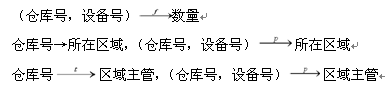 （仓库号，设备号）—f→数量↵
仓库号→所在区域，（仓库号，设备号）—p→所在区域↵
仓库号—t→区域主管，（仓库号，设备号）—p→区域主管↵